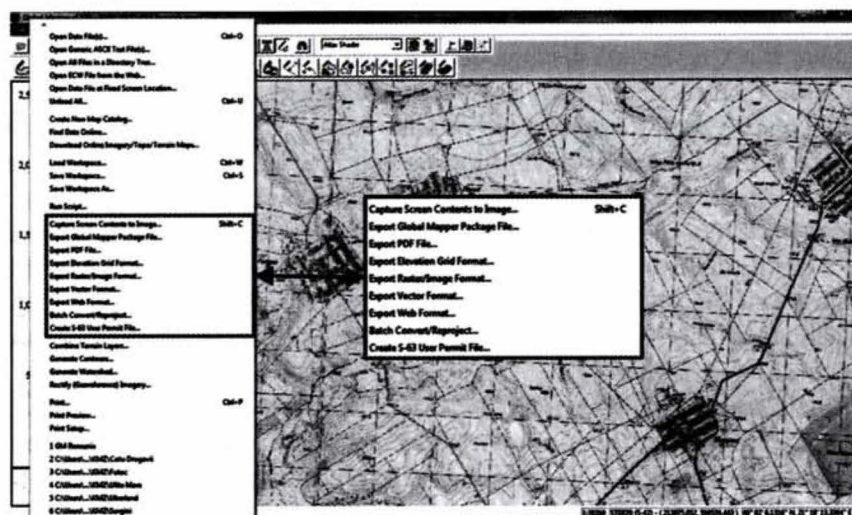 Open Data File(s)... Ctrl+O
Open Generic ASCII Text File(s)...
Open All Files in a Directory Tree...
Open ECW File from the Web...
Open Data File at Fixed Screen Location...
Unload All... Ctrl+U
Create New Map Catalog...
Find Data Online...
Download Online Imagery/Topo/Terrain Maps...
Load Workspace... Ctrl+W
Save Workspace... Ctrl+S
Save Workspace As...
Run Script...
Capture Screen Contents to Image... Shift+C
Export Global Mapper Package File...
Export PDF File...
Export Elevation Grid Format...
Export Raster/Image Format...
Export Vector Format...
Export Web Format...
Batch Convert/Reproject...
Create S-63 User Permit File...
Combine Terrain Layers...
Generate Contours...
Generate Watershed...
Rectify (Georeference) Imagery...
Print... Ctrl+P
Print Preview...
Print Setup...
1 GM Romania
Atlas Shader
Capture Screen Contents to Image... Shift+C
Export Global Mapper Package File...
Export PDF File...
Export Elevation Grid Format...
Export Raster/Image Format...
Export Vector Format...
Export Web Format...
Batch Convert/Reproject...
Create S-63 User Permit File...